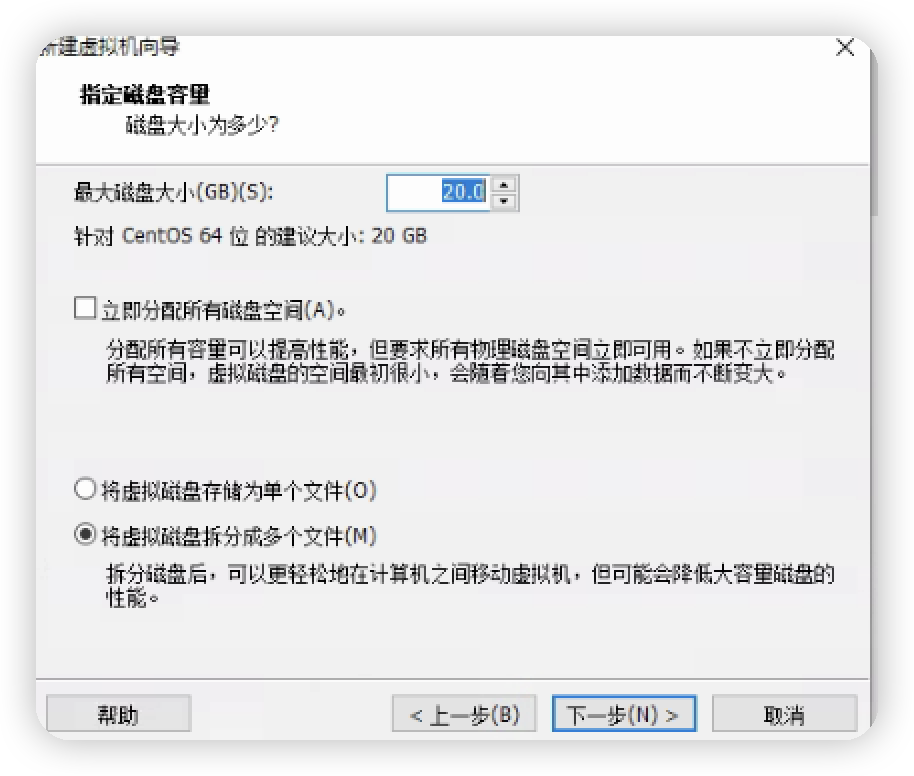 新建虚拟机向导
指定磁盘容量
磁盘大小为多少?
最大磁盘大小(GB)(S): 20.0
针对 CentOS 64 位 的建议大小: 20 GB
立即分配所有磁盘空间(A)。
分配所有容量可以提高性能，但要求所有物理磁盘空间立即可用。如果不立即分配
所有空间，虚拟磁盘的空间最初很小，会随着您向其中添加数据而不断变大。
将虚拟磁盘存储为单个文件(O)
将虚拟磁盘拆分成多个文件(M)
拆分磁盘后，可以更轻松地在计算机之间移动虚拟机，但可能会降低大容量磁盘的
性能。
帮助 < 上一步(B) 下一步(N) > 取消